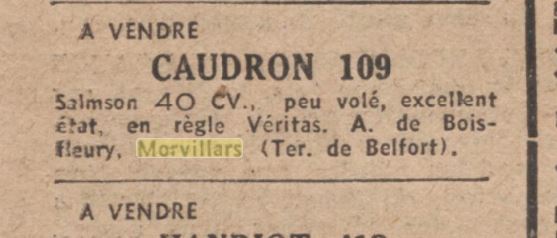 A VENDRE
CAUDRON 109
Salmson 40 CV., peu volé, excellent
état, en règle Véritas. A. de Bois-
fleury, Morvillars (Ter. de Belfort).
A VENDRE